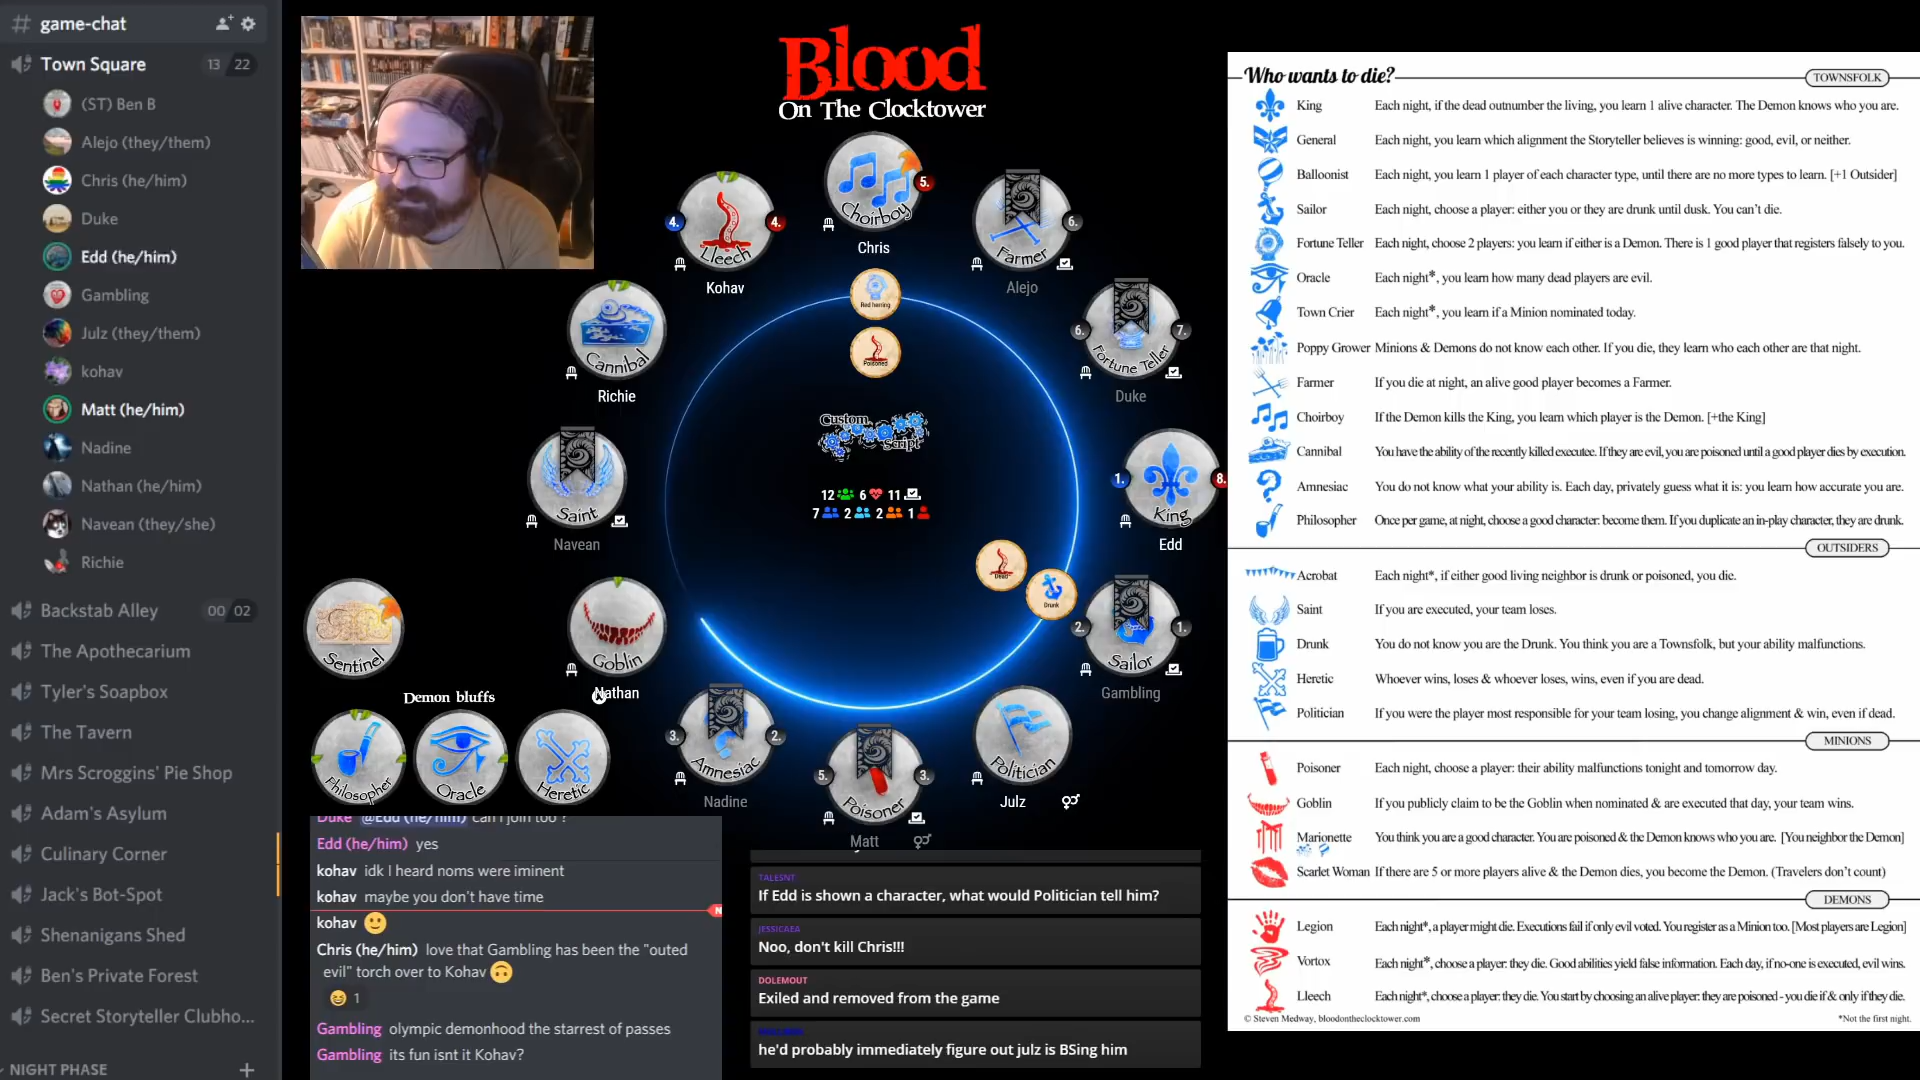 # game-chat
Town Square 13 / 22
(ST) Ben B
Alejo (they/them)
Chris (he/him)
Duke
Edd (he/him)
Gambling
Julz (they/them)
kohav
Matt (he/him)
Nadine
Nathan (he/him)
Navean (they/she)
Richie
Backstab Alley 00 / 02
The Apothecarium
Tyler's Soapbox
The Tavern
Mrs Scroggins' Pie Shop
Adam's Asylum
Culinary Corner
Jack's Bot-Spot
Shenanigans Shed
Ben's Private Forest
Secret Storyteller Clubho...
NIGHT PHASE
Blood
On The Clocktower
Choirboy
5.
Chris
4.
Lleech
4.
Kohav
Farmer
6.
Alejo
Cannibal
Richie
6.
Fortune Teller
7.
Duke
Saint
Navean
1.
King
8.
Edd
Red herring
Poisoned
Custom Script
12 6 11
7 2 2 1
Dead
Drunk
Sentinel
Goblin
Nathan
2.
Sailor
1.
Gambling
3.
Amnesiac
2.
Nadine
5.
Poisoner
3.
Matt
Politician
Julz
Demon bluffs
Philosopher
Oracle
Heretic
Duke @Edd (he/him) can I join too ?
Edd (he/him) yes
kohav idk I heard noms were iminent
kohav maybe you don't have time
kohav
Chris (he/him) love that Gambling has been the "outed
evil" torch over to Kohav
1
Gambling olympic demonhood the starrest of passes
Gambling its fun isnt it Kohav?
TALESNT
If Edd is shown a character, what would Politician tell him?
JESSICAEA
Noo, don't kill Chris!!!
DOLEMOUT
Exiled and removed from the game
he'd probably immediately figure out julz is BSing him
Who wants to die?
TOWNSFOLK
King Each night, if the dead outnumber the living, you learn 1 alive character. The Demon knows who you are.
General Each night, you learn which alignment the Storyteller believes is winning: good, evil, or neither.
Balloonist Each night, you learn 1 player of each character type, until there are no more types to learn. [+1 Outsider]
Sailor Each night, choose a player: either you or they are drunk until dusk. You can't die.
Fortune Teller Each night, choose 2 players: you learn if either is a Demon. There is 1 good player that registers falsely to you.
Oracle Each night*, you learn how many dead players are evil.
Town Crier Each night*, you learn if a Minion nominated today.
Poppy Grower Minions & Demons do not know each other. If you die, they learn who each other are that night.
Farmer If you die at night, an alive good player becomes a Farmer.
Choirboy If the Demon kills the King, you learn which player is the Demon. [+the King]
Cannibal You have the ability of the recently killed executee. If they are evil, you are poisoned until a good player dies by execution.
Amnesiac You do not know what your ability is. Each day, privately guess what it is: you learn how accurate you are.
Philosopher Once per game, at night, choose a good character: become them. If you duplicate an in-play character, they are drunk.
OUTSIDERS
Acrobat Each night*, if either good living neighbor is drunk or poisoned, you die.
Saint If you are executed, your team loses.
Drunk You do not know you are the Drunk. You think you are a Townsfolk, but your ability malfunctions.
Heretic Whoever wins, loses & whoever loses, wins, even if you are dead.
Politician If you were the player most responsible for your team losing, you change alignment & win, even if dead.
MINIONS
Poisoner Each night, choose a player: their ability malfunctions tonight and tomorrow day.
Goblin If you publicly claim to be the Goblin when nominated & are executed that day, your team wins.
Marionette You think you are a good character. You are poisoned & the Demon knows who you are. [You neighbor the Demon]
Scarlet Woman If there are 5 or more players alive & the Demon dies, you become the Demon. (Travelers don't count)
DEMONS
Legion Each night*, a player might die. Executions fail if only evil voted. You register as a Minion too. [Most players are Legion]
Vortox Each night*, choose a player: they die. Good abilities yield false information. Each day, if no-one is executed, evil wins.
Lleech Each night*, choose a player: they die. You start by choosing an alive player: they are poisoned - you die if & only if they die.
© Steven Medway, bloodontheclocktower.com *Not the first night.